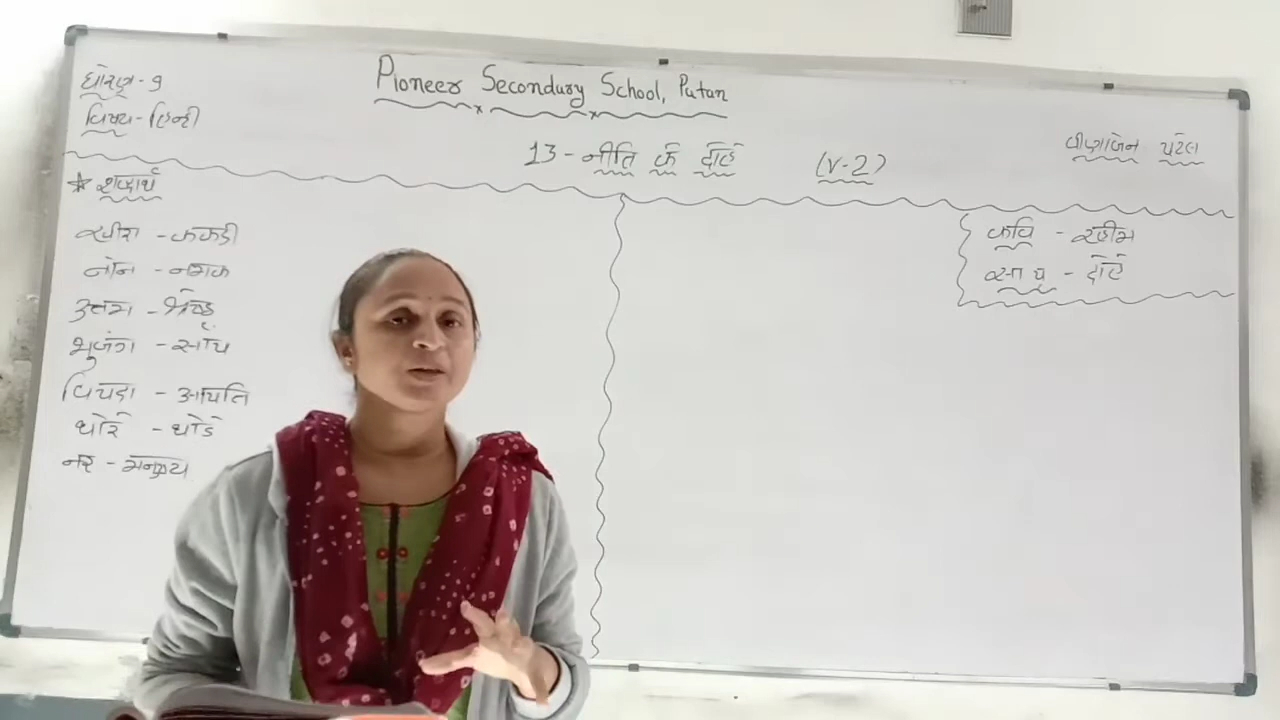 Pioneer Secondary School, Patan
धोरण - 9
विषय - हिन्दी
13 - नीति के दोहे (V-2)
वीणाबेन पटेल
★ शब्दार्थ
खीरा - ककडी
नोन - नमक
उत्तम - श्रेष्ठ
भुजंग - साँप
विपदा - आपति
थोरे - थोडे
नर - मनुष्य
कवि - रहीम
काव्य - दोहे